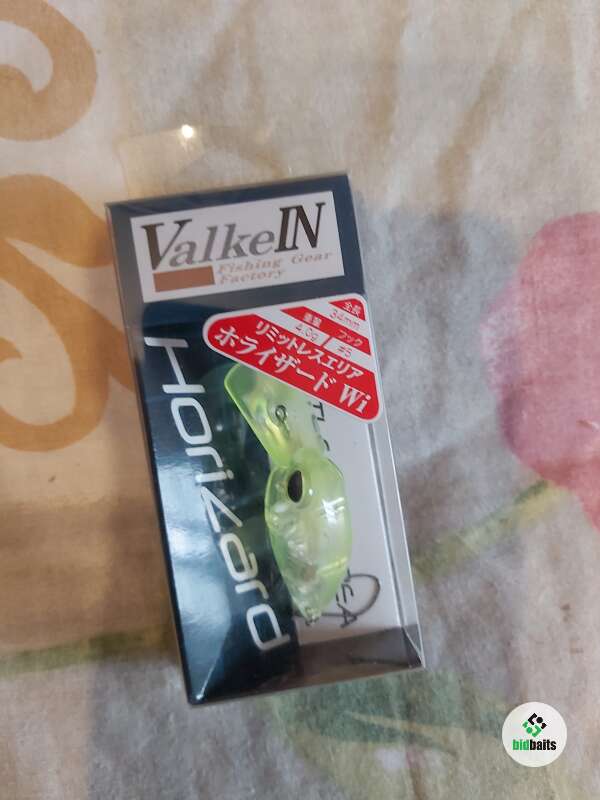 ValkeIN
Fishing Gear
Factory
全長
34mm
重量
フック
4.0g
#5
リミットレスエリア
ホライザード Wi
Horizard
bidbaits